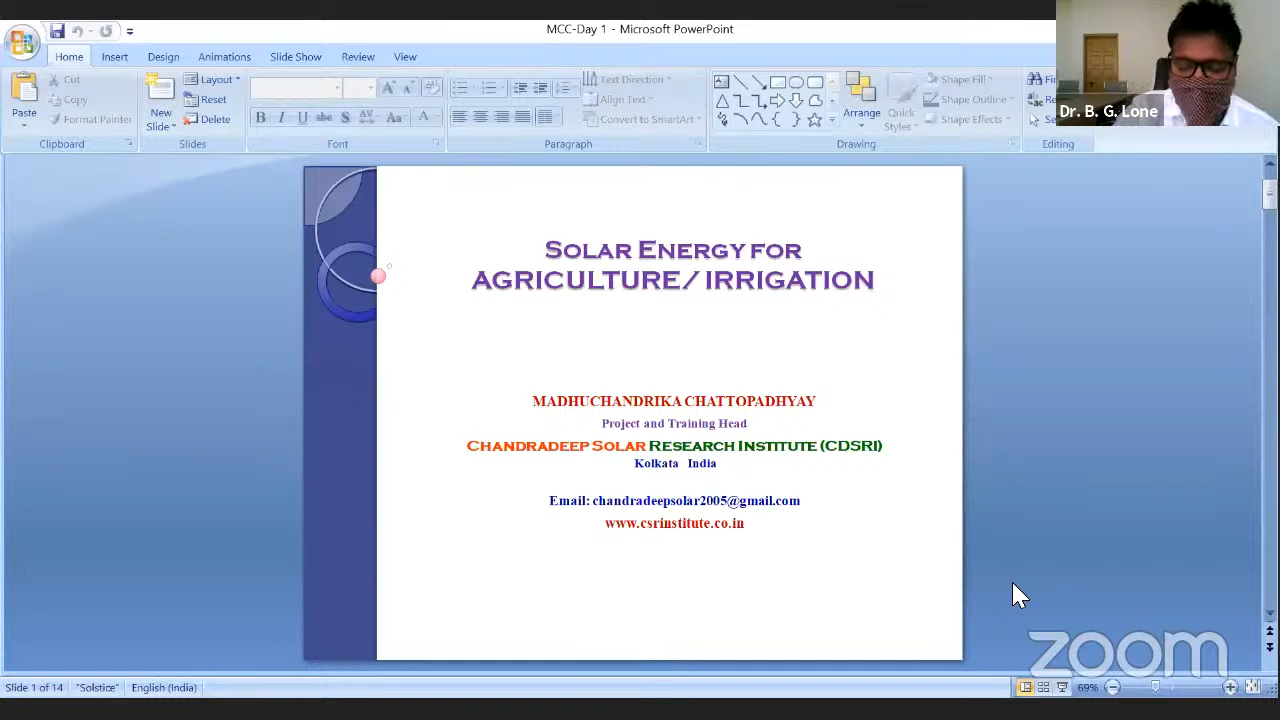 MCC-Day 1 - Microsoft PowerPoint
Home Insert Design Animations Slide Show Review View
Paste Cut Copy Format Painter
Clipboard
New Slide Layout Reset Delete
Slides
B I U abc S AV Aa A
Font
Text Direction
Align Text
Convert to SmartArt
Paragraph
Arrange Quick Styles Shape Fill Shape Outline Shape Effects
Drawing
Editing
Dr. B. G. Lone
SOLAR ENERGY FOR
AGRICULTURE/ IRRIGATION
MADHUCHANDRIKA CHATTOPADHYAY
Project and Training Head
CHANDRADEEP SOLAR RESEARCH INSTITUTE (CDSRI)
Kolkata India
Email: chandradeepsolar2005@gmail.com
www.csrinstitute.co.in
zoom
Slide 1 of 14 "Solstice" English (India) 69%